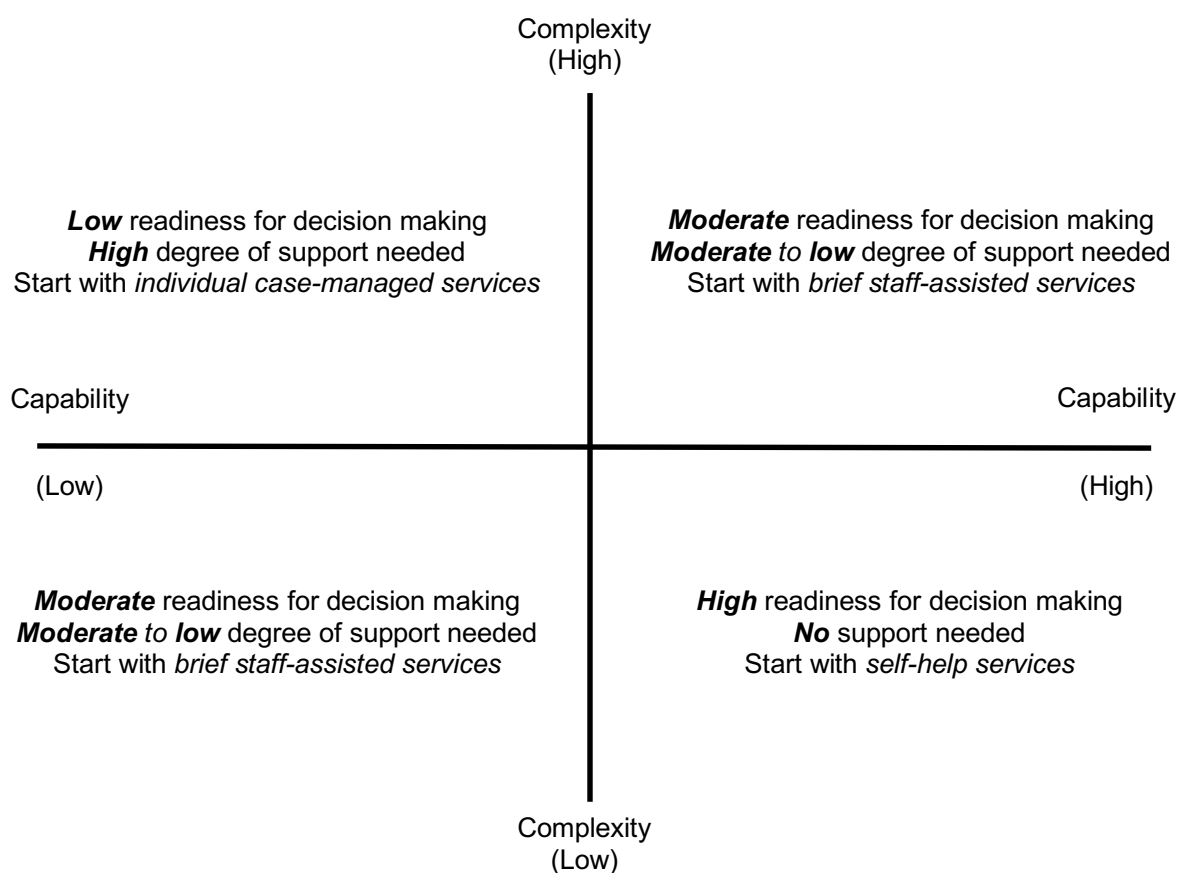 Complexity
(High)
Low readiness for decision making
High degree of support needed
Start with individual case-managed services
Moderate readiness for decision making
Moderate to low degree of support needed
Start with brief staff-assisted services
Capability
(Low)
Capability
(High)
Moderate readiness for decision making
Moderate to low degree of support needed
Start with brief staff-assisted services
High readiness for decision making
No support needed
Start with self-help services
Complexity
(Low)